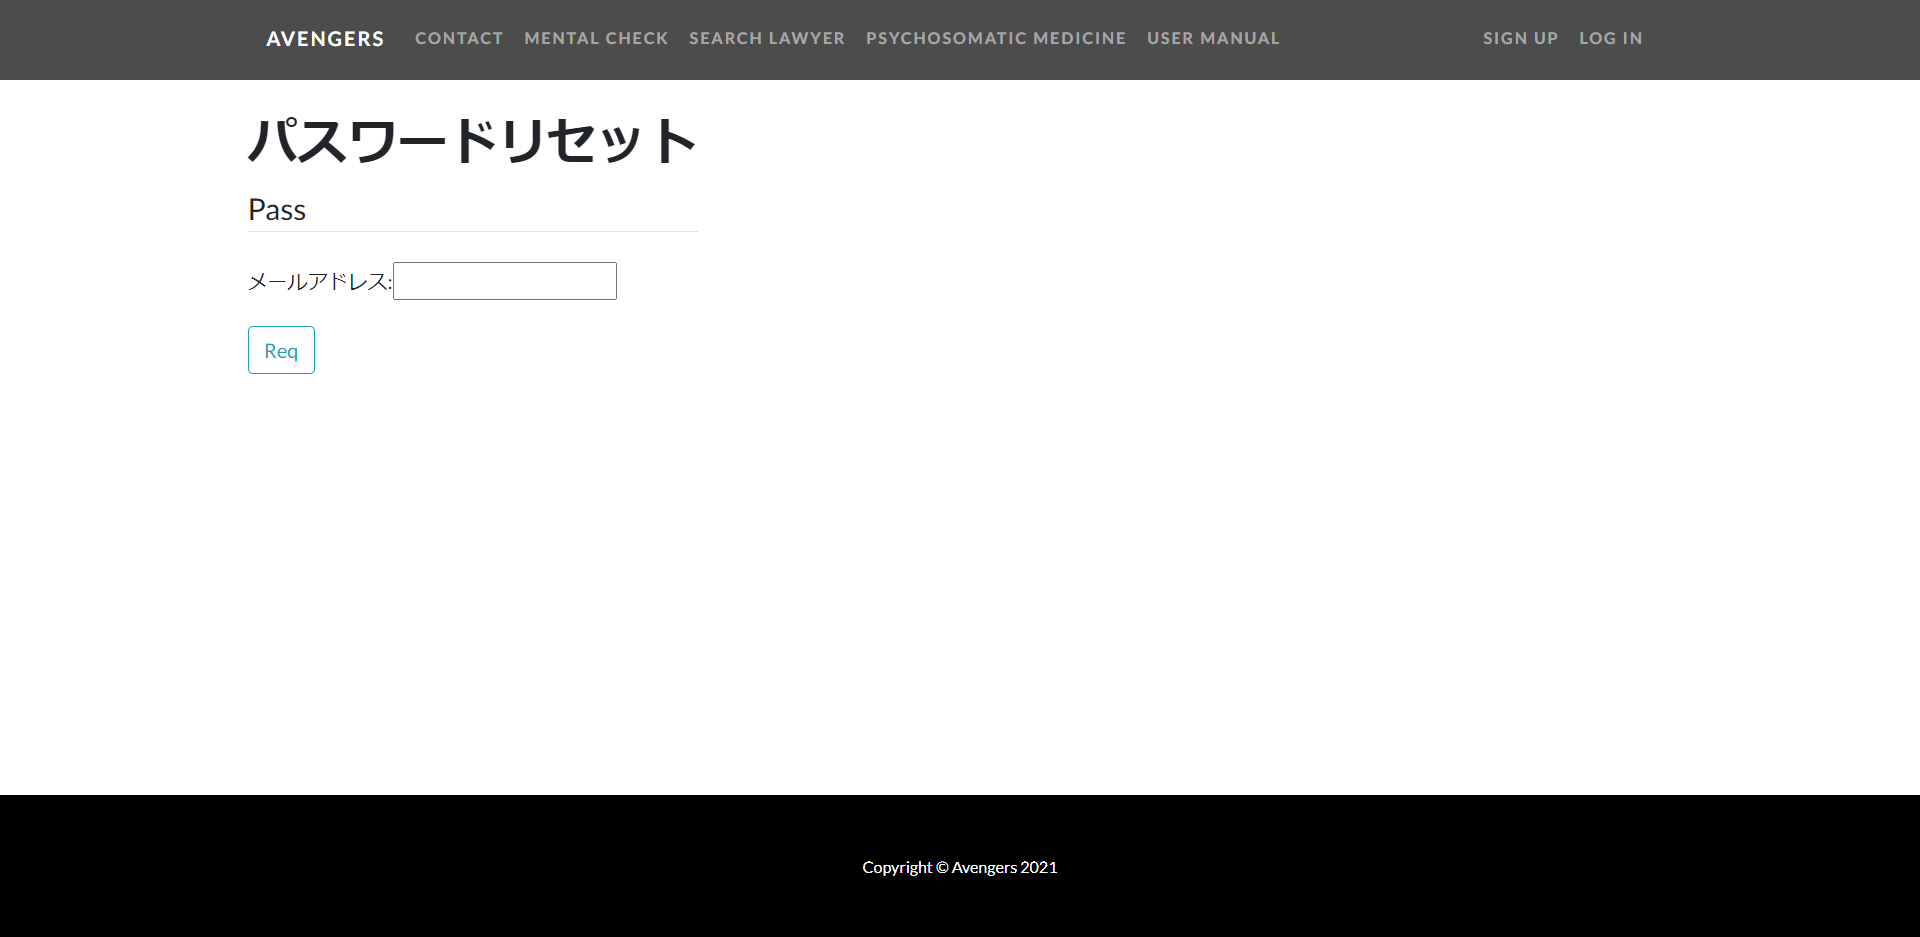 AVENGERS CONTACT MENTAL CHECK SEARCH LAWYER PSYCHOSOMATIC MEDICINE USER MANUAL SIGN UP LOG IN
パスワードリセット
Pass
メールアドレス:
Req
Copyright © Avengers 2021